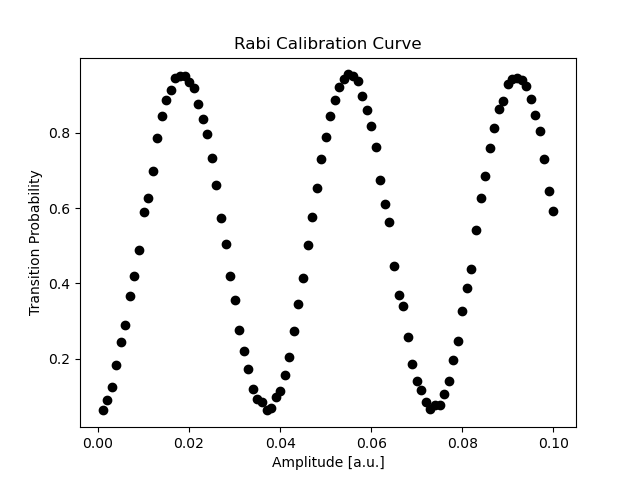 Rabi Calibration Curve
Transition Probability
0.8
0.6
0.4
0.2
0.00 0.02 0.04 0.06 0.08 0.10
Amplitude [a.u.]